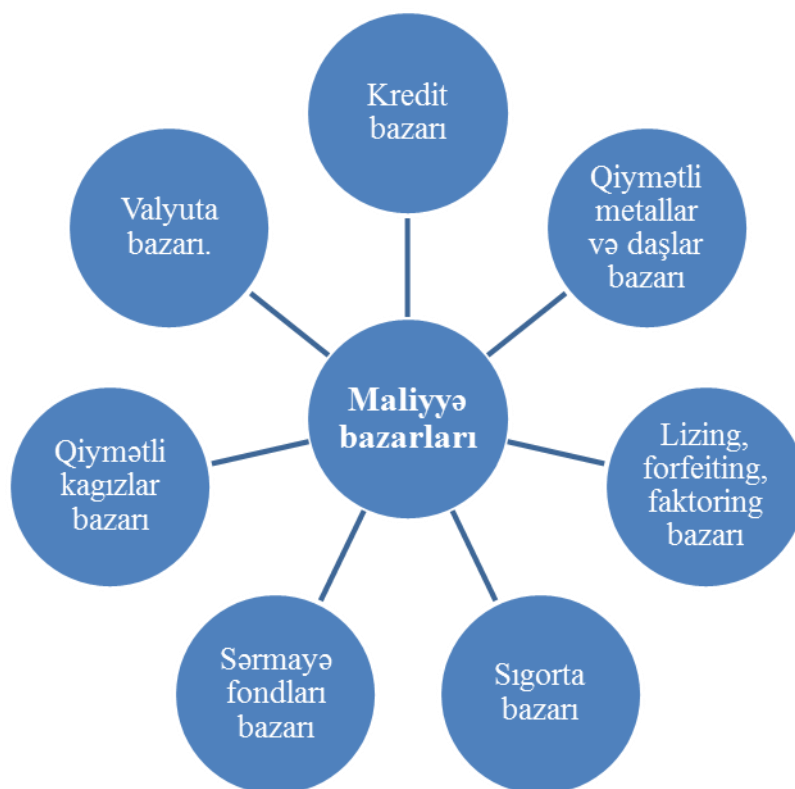 Kredit
bazarı
Qiymətli
metallar
və daşlar
bazarı
Valyuta
bazarı.
Maliyyə
bazarları
Lizing,
forfeiting,
faktoring
bazarı
Qiymətli
kagızlar
bazarı
Sərmayə
fondları
bazarı
Sıgorta
bazarı